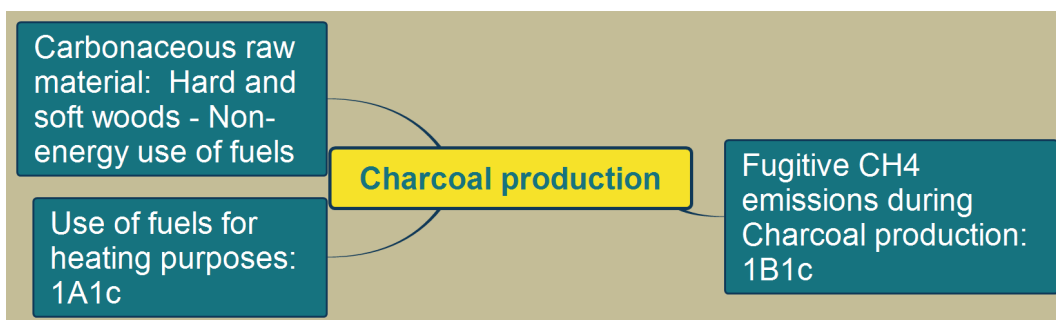 Carbonaceous raw
material:  Hard and
soft woods - Non-
energy use of fuels
Use of fuels for
heating purposes:
1A1c
Charcoal production
Fugitive CH4
emissions during
Charcoal production:
1B1c